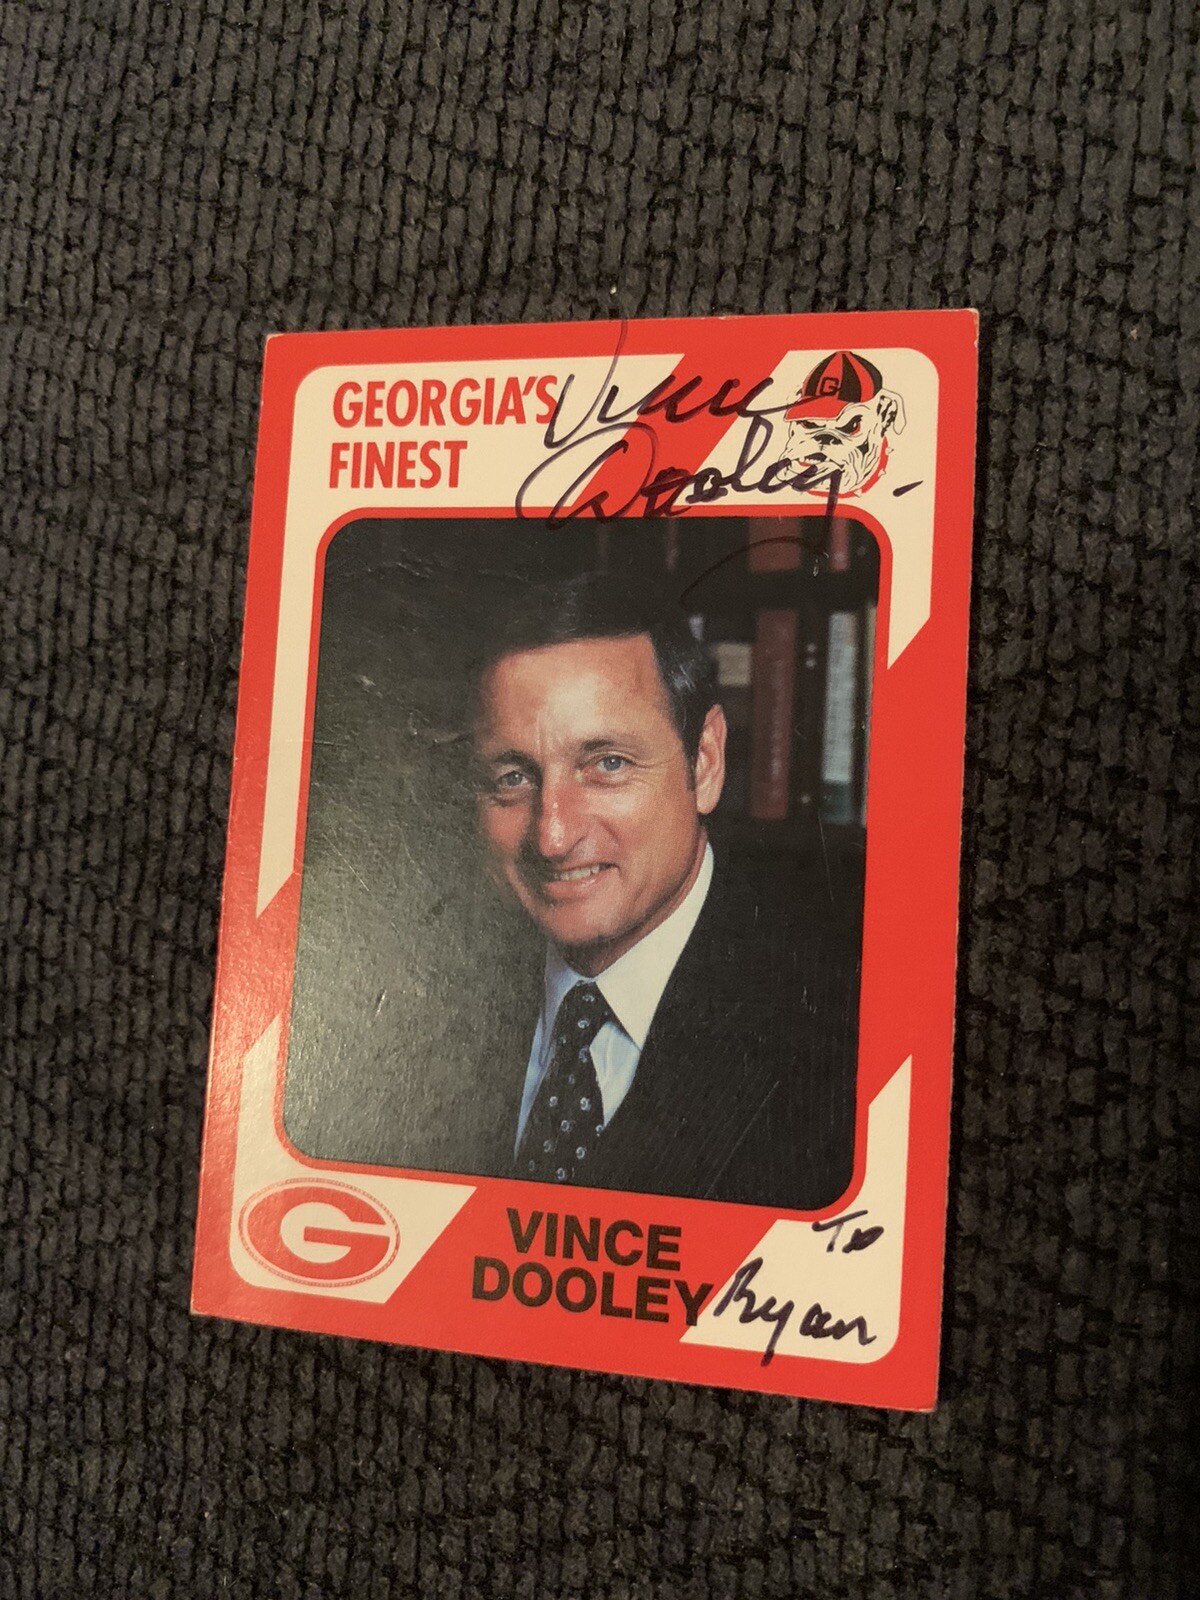 GEORGIA'S
FINEST
Vince
Dooley
G
G
VINCE
DOOLEY
To
Ryan